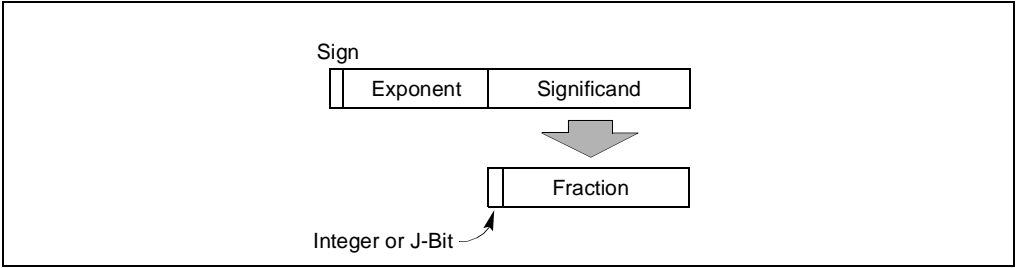 Sign
Exponent Significand
Fraction
Integer or J-Bit